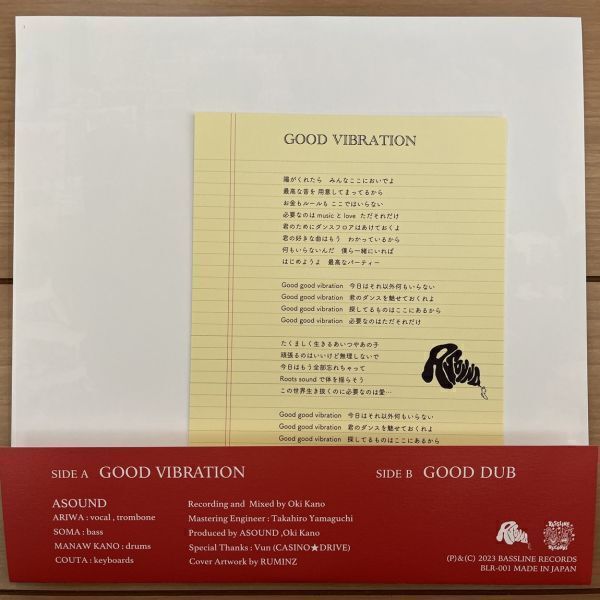 GOOD VIBRATION
陽がくれたら　みんなここにおいでよ
最高な音を 用意してまってるから
お金もルールも ここではいらない
必要なのは music と love　ただそれだけ
君のためにダンスフロアはあけておくよ
君の好きな曲はもう　わかっているから
何もいらないんだ　僕ら一緒にいれば
はじめようよ　最高なパーティー
Good good vibration　今日はそれ以外何もいらない
Good good vibration　君のダンスを魅せておくれよ
Good good vibration　探してるものはここにあるから
Good good vibration　必要なのはただそれだけ
たくましく生きるあいつやあの子
頑張るのはいいけど無理しないで
今日はもう全部忘れちゃって
Roots sound で体を揺らそう
この世界生き抜くのに必要なのは愛…
Good good vibration　今日はそれ以外何もいらない
Good good vibration　君のダンスを魅せておくれよ
Good good vibration　探してるものはここにあるから
SIDE A GOOD VIBRATION
SIDE B GOOD DUB
ASOUND
ARIWA : vocal , trombone
SOMA : bass
MANAW KANO : drums
COUTA : keyboards
Recording and Mixed by Oki Kano
Mastering Engineer : Takahiro Yamaguchi
Produced by ASOUND ,Oki Kano
Special Thanks : Vun (CASINO★DRIVE)
Cover Artwork by RUMINZ
BASSLINE RECORDS
(P)&(C) 2023 BASSLINE RECORDS
BLR-001 MADE IN JAPAN